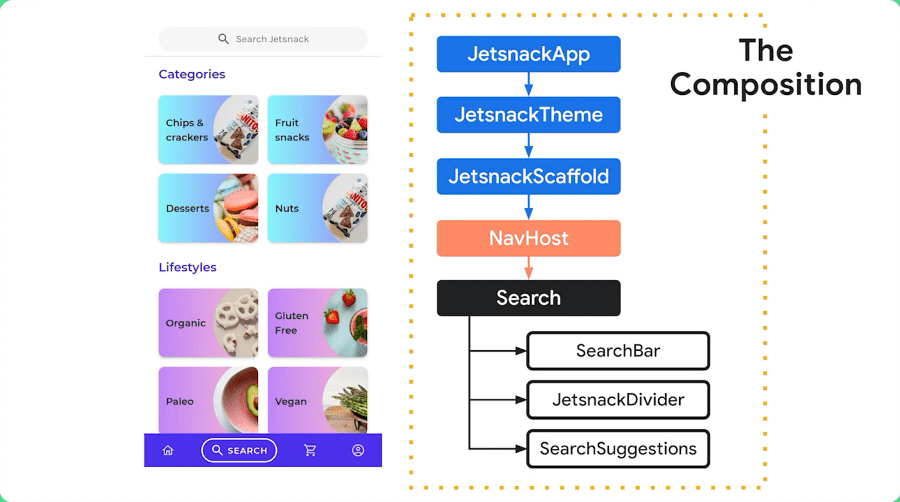 Search Jetsnack
Categories
Chips &
crackers
Fruit
snacks
Desserts
Nuts
Lifestyles
Organic
Gluten
Free
Paleo
Vegan
SEARCH
The
Composition
JetsnackApp
JetsnackTheme
JetsnackScaffold
NavHost
Search
SearchBar
JetsnackDivider
SearchSuggestions